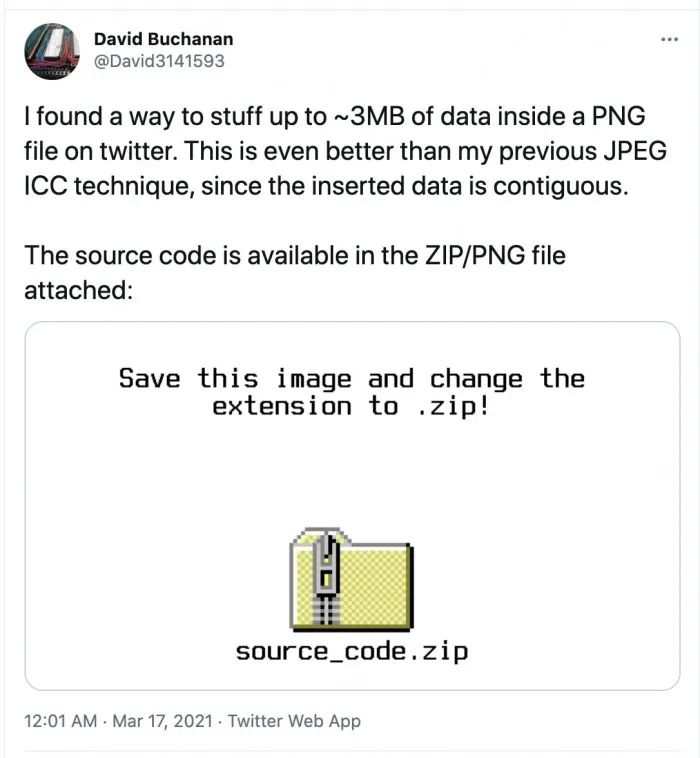 David Buchanan
@David3141593
I found a way to stuff up to ~3MB of data inside a PNG
file on twitter. This is even better than my previous JPEG
ICC technique, since the inserted data is contiguous.
The source code is available in the ZIP/PNG file
attached:
Save this image and change the
extension to .zip!
source_code.zip
12:01 AM · Mar 17, 2021 · Twitter Web App